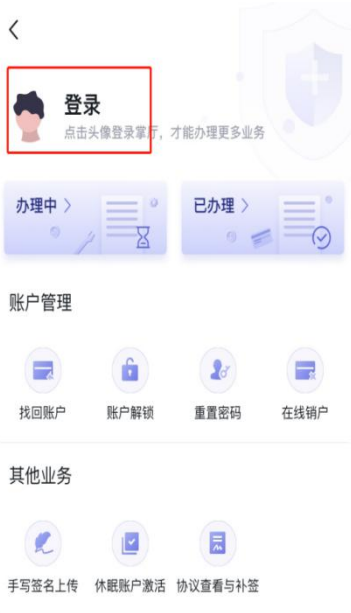 登录
点击头像登录掌厅，才能办理更多业务
办理中 >
已办理 >
账户管理
找回账户 账户解锁 重置密码 在线销户
其他业务
手写签名上传 休眠账户激活 协议查看与补签